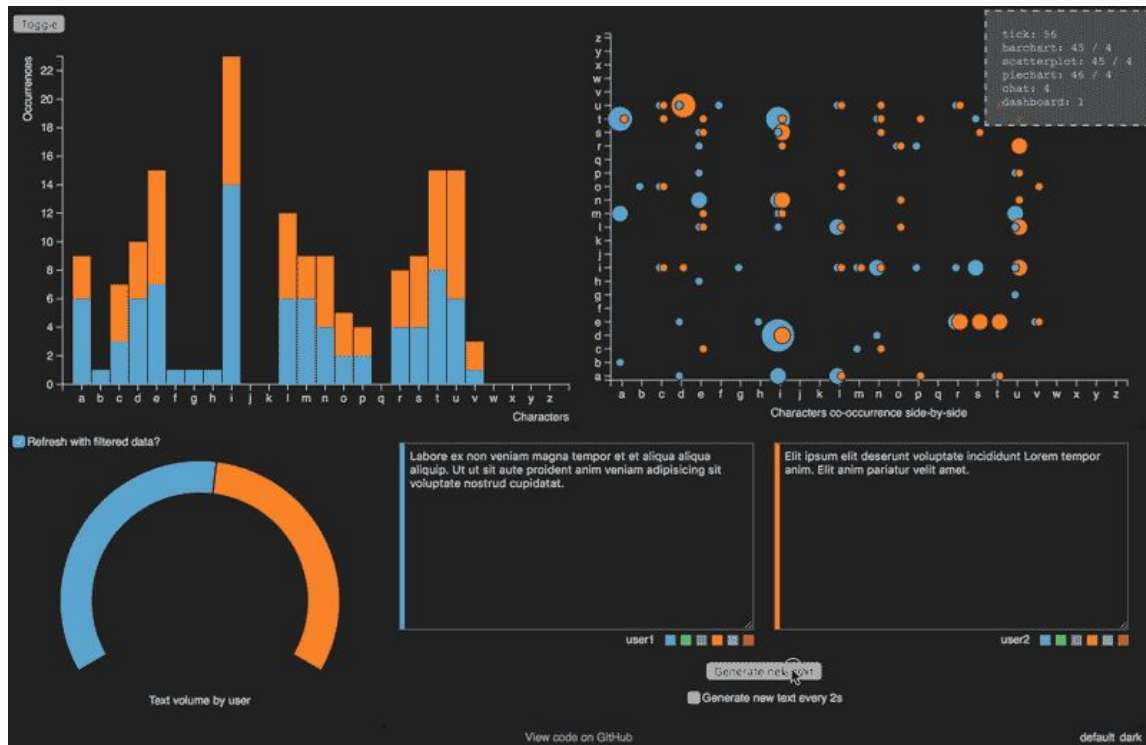 Toggle
Occurrences
22
20
18
16
14
12
10
8
6
4
2
0
a b c d e f g h i j k l m n o p q r s t u v w x y z
Characters
z
y
x
w
v
u
t
s
r
q
p
o
n
m
l
k
j
i
h
g
f
e
d
c
b
a
a b c d e f g h i j k l m n o p q r s t u v w x y z
Characters co-occurrence side-by-side
tick: 56
barchart: 45 / 4
scatterplot: 45 / 4
piechart: 46 / 4
chat: 4
dashboard: 1
Refresh with filtered data?
Text volume by user
Labore ex non veniam magna tempor et et aliqua aliqua
aliquip. Ut ut sit aute proident anim veniam adipisicing sit
voluptate nostrud cupidatat.
user1
Elit ipsum elit deserunt voluptate incididunt Lorem tempor
anim. Elit anim pariatur velit amet.
user2
Generate new text
Generate new text every 2s
View code on GitHub
default dark